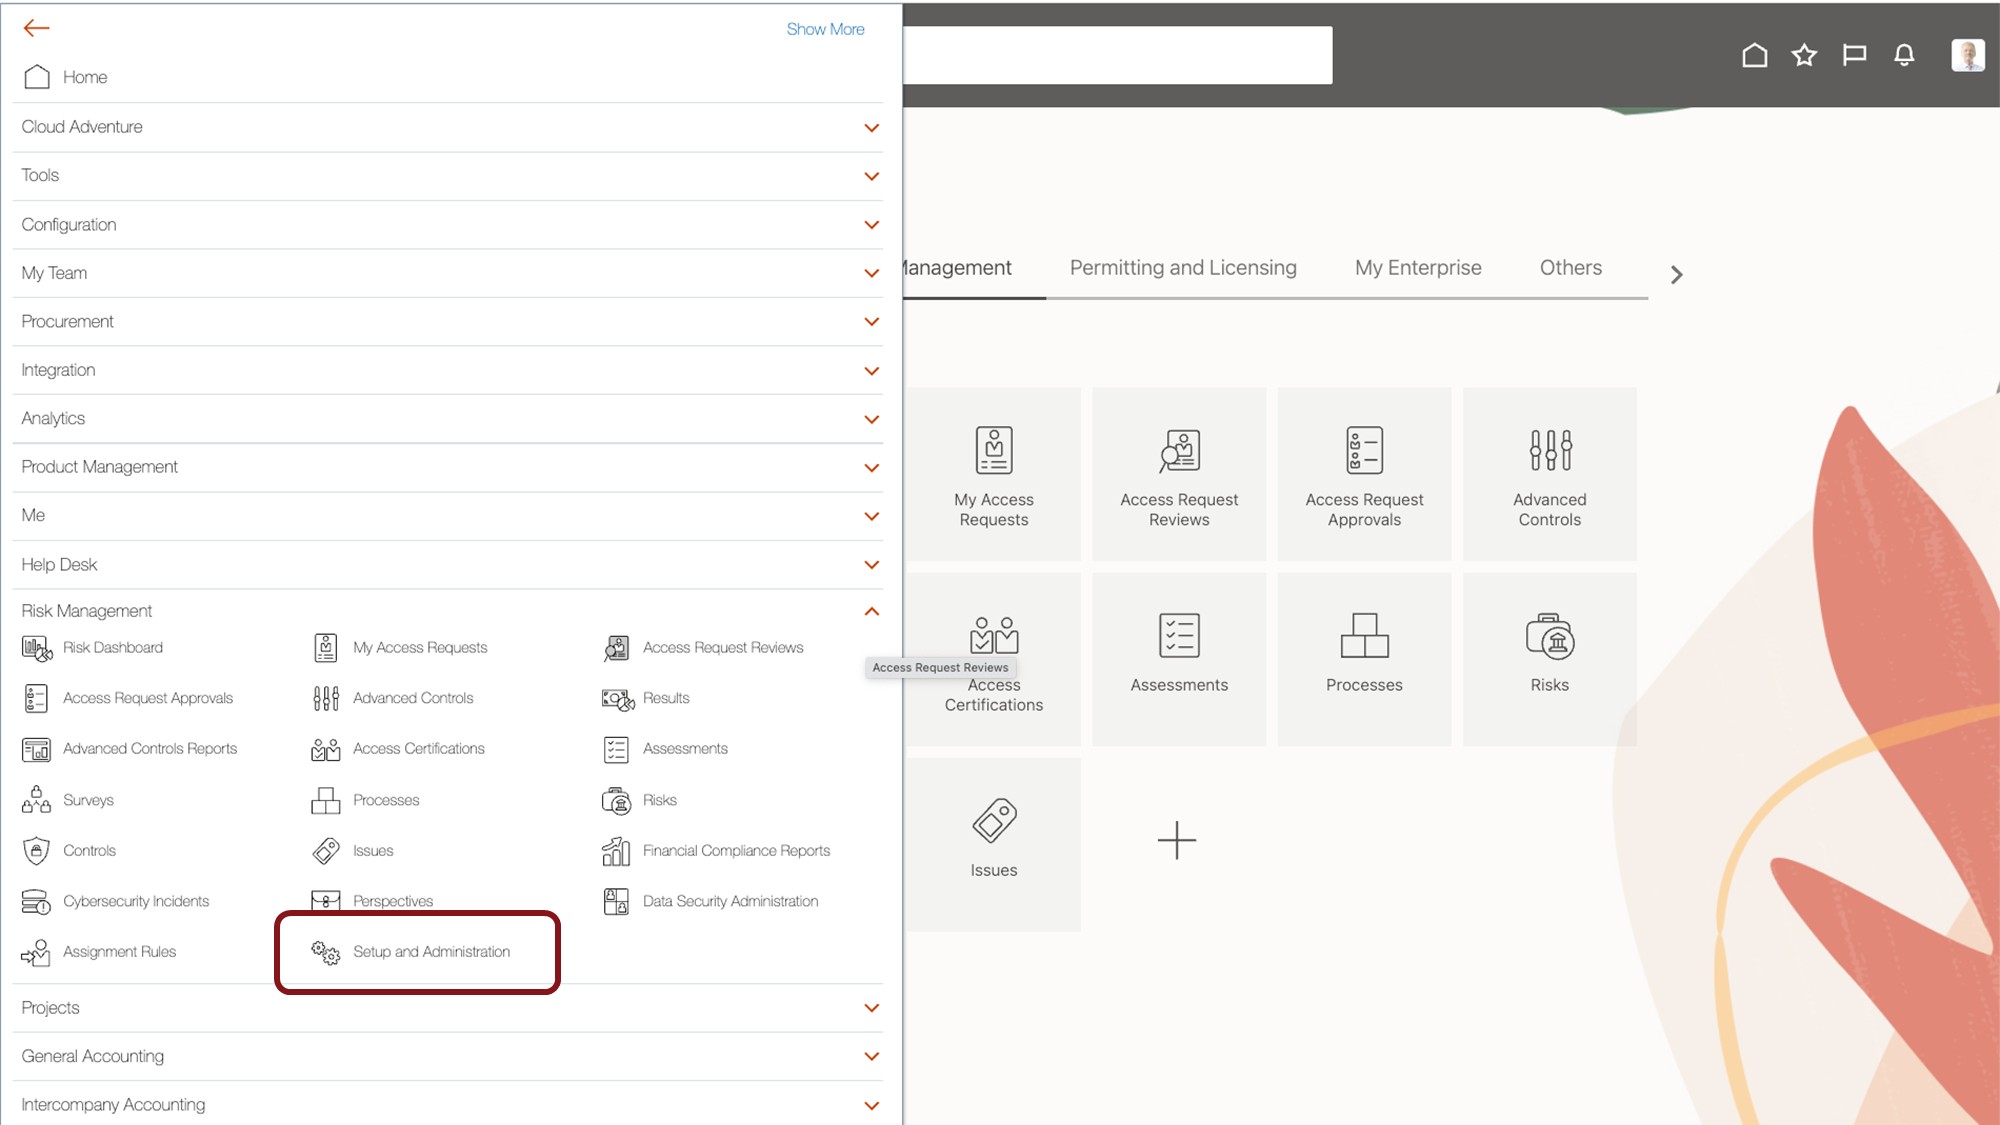 Show More
Home
Cloud Adventure
Tools
Configuration
My Team
Procurement
Integration
Analytics
Product Management
Me
Help Desk
Risk Management
Risk Dashboard
My Access Requests
Access Request Reviews
Access Request Approvals
Advanced Controls
Results
Advanced Controls Reports
Access Certifications
Assessments
Surveys
Processes
Risks
Controls
Issues
Financial Compliance Reports
Cybersecurity Incidents
Perspectives
Data Security Administration
Assignment Rules
Setup and Administration
Projects
General Accounting
Intercompany Accounting
Management
Permitting and Licensing
My Enterprise
Others
My Access
Requests
Access Request
Reviews
Access Request
Approvals
Advanced
Controls
Access Request Reviews
Access
Certifications
Assessments
Processes
Risks
Issues